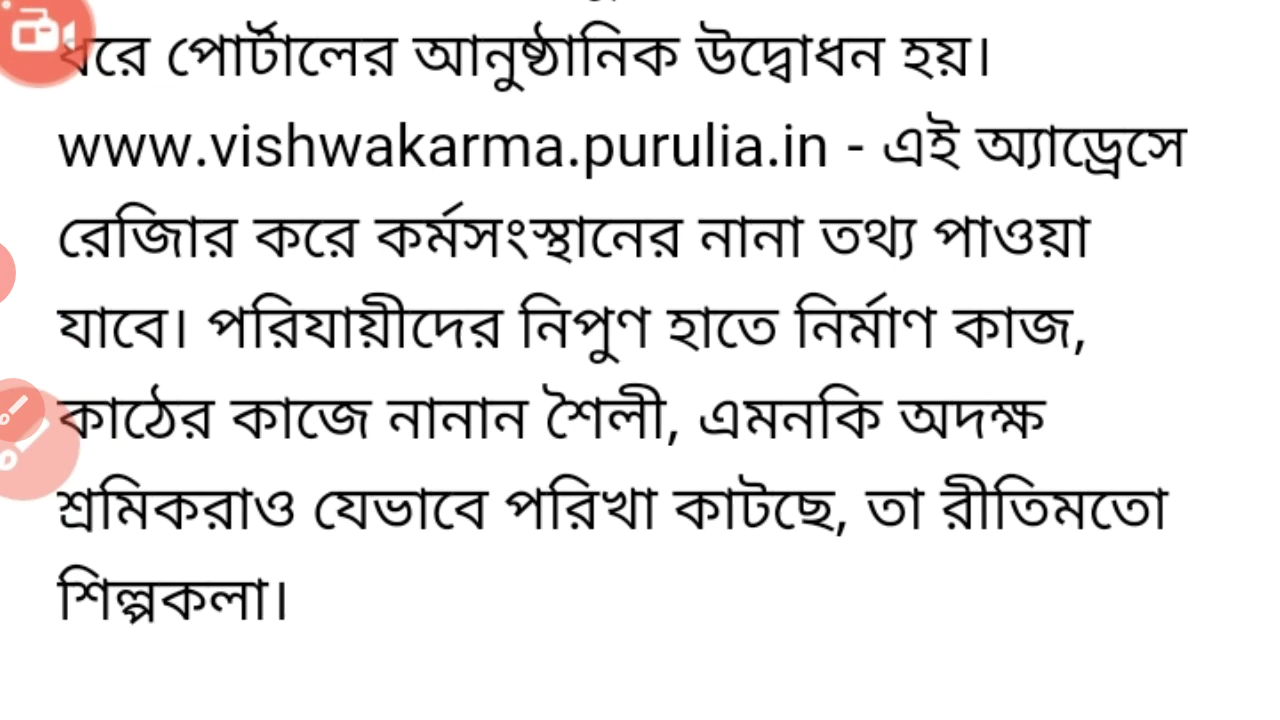 ধরে পোর্টালের আনুষ্ঠানিক উদ্বোধন হয়।
www.vishwakarma.purulia.in - এই অ্যাড্রেসে
রেজিার করে কর্মসংস্থানের নানা তথ্য পাওয়া
যাবে। পরিযায়ীদের নিপুণ হাতে নির্মাণ কাজ,
কাঠের কাজে নানান শৈলী, এমনকি অদক্ষ
শ্রমিকরাও যেভাবে পরিখা কাটছে, তা রীতিমতো
শিল্পকলা।